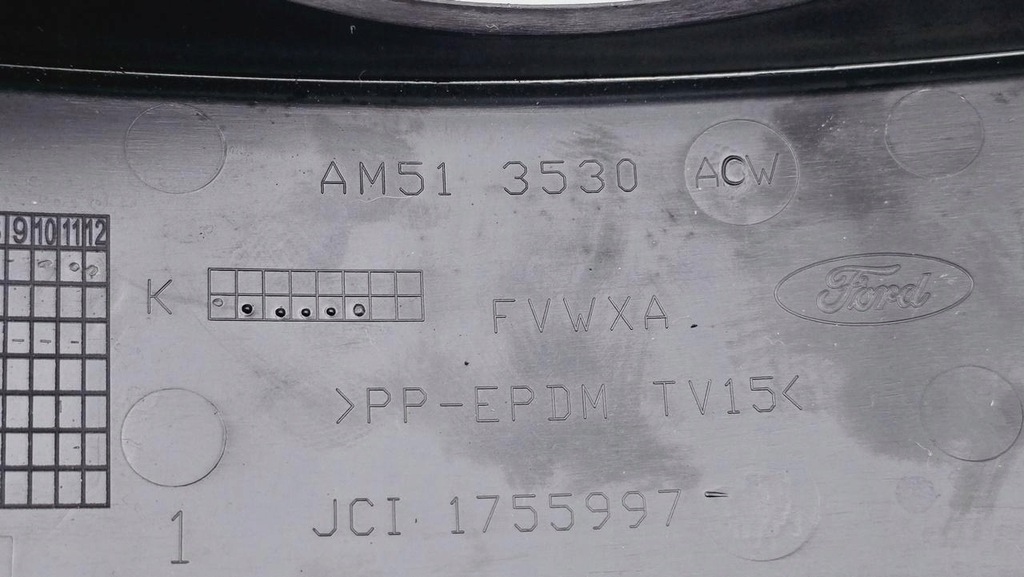 AM51 3530 ACW
9 10 11 12
K FVWXA
Ford
>PP-EPDM TV15<
JCI 1755997-
1